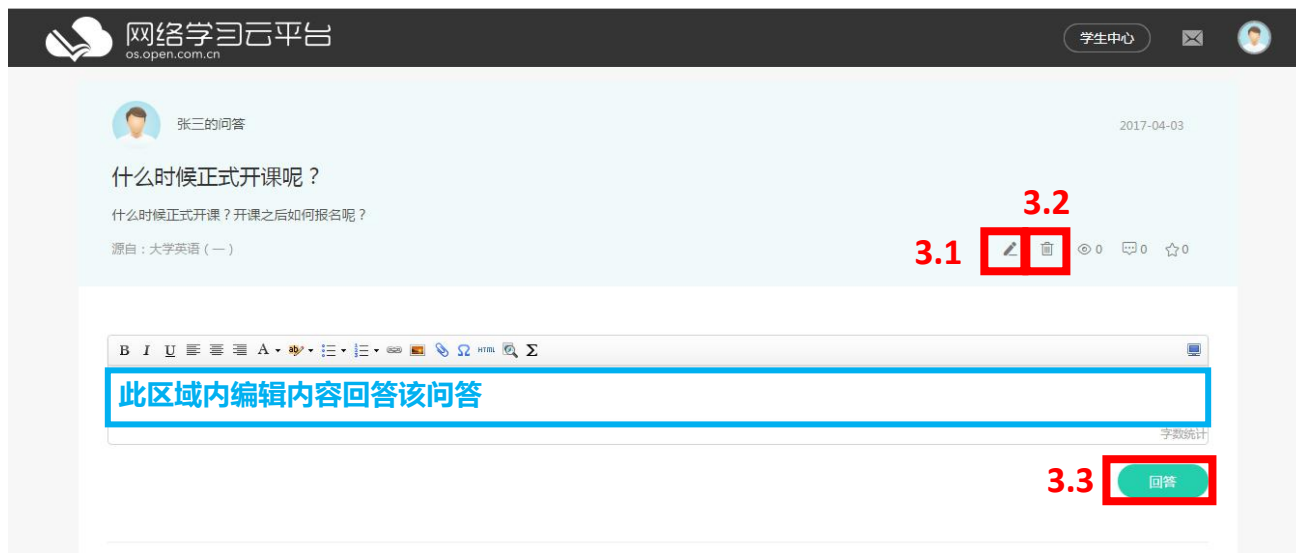 网络学习云平台
os.open.com.cn
学生中心
张三的问答
2017-04-03
什么时候正式开课呢？
什么时候正式开课？开课之后如何报名呢？
3.2
源自：大学英语（一）
3.1
0 0 0
B I U A ab Ω HTML Σ
此区域内编辑内容回答该问答
字数统计
3.3
回答